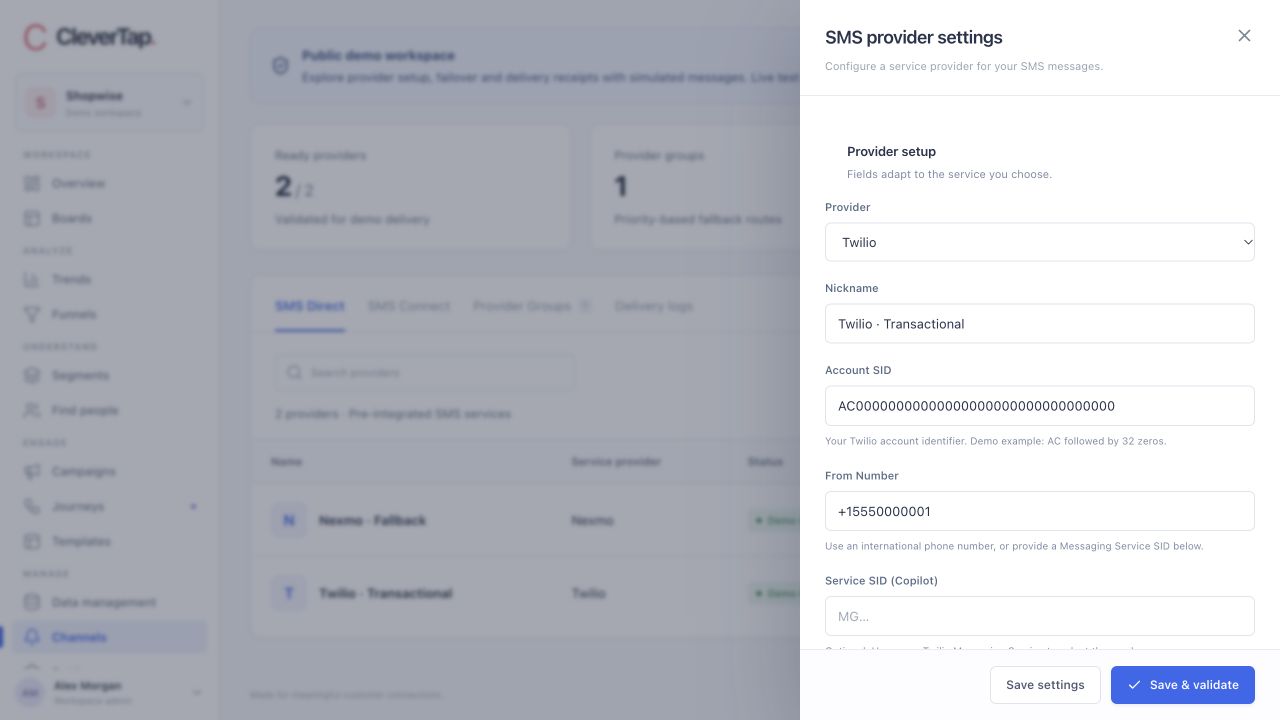 CleverTap.
S
Shopwise
Demo workspace
WORKSPACE
Overview
Boards
ANALYZE
Trends
Funnels
UNDERSTAND
Segments
Find people
ENGAGE
Campaigns
Journeys
Templates
MANAGE
Data management
Channels
Alex Morgan
Workspace admin
Public demo workspace
Explore provider setup, failover and delivery receipts with simulated messages. Live test
Ready providers
2 / 2
Validated for demo delivery
Provider groups
1
Priority-based fallback routes
SMS Direct
SMS Connect
Provider Groups
Delivery logs
Search providers
2 providers · Pre-integrated SMS services
Name
Service provider
Status
N
Nexmo · Fallback
Nexmo
Demo
T
Twilio · Transactional
Twilio
Demo
Made for meaningful customer connections.
SMS provider settings
Configure a service provider for your SMS messages.
Provider setup
Fields adapt to the service you choose.
Provider
Twilio
Nickname
Twilio · Transactional
Account SID
AC00000000000000000000000000000000
Your Twilio account identifier. Demo example: AC followed by 32 zeros.
From Number
+15550000001
Use an international phone number, or provide a Messaging Service SID below.
Service SID (Copilot)
MG...
Save settings
Save & validate